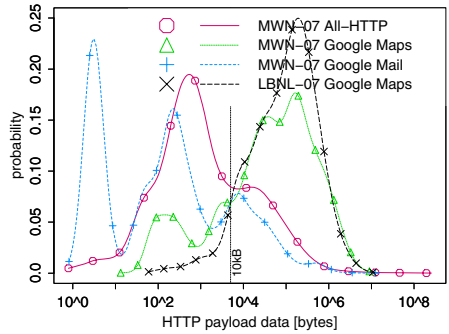 MWN−07 All−HTTP
MWN−07 Google Maps
MWN−07 Google Mail
LBNL−07 Google Maps
probability
0.25
0.20
0.15
0.10
0.05
0.0
10kB
10^0 10^2 10^4 10^6 10^8
HTTP payload data [bytes]